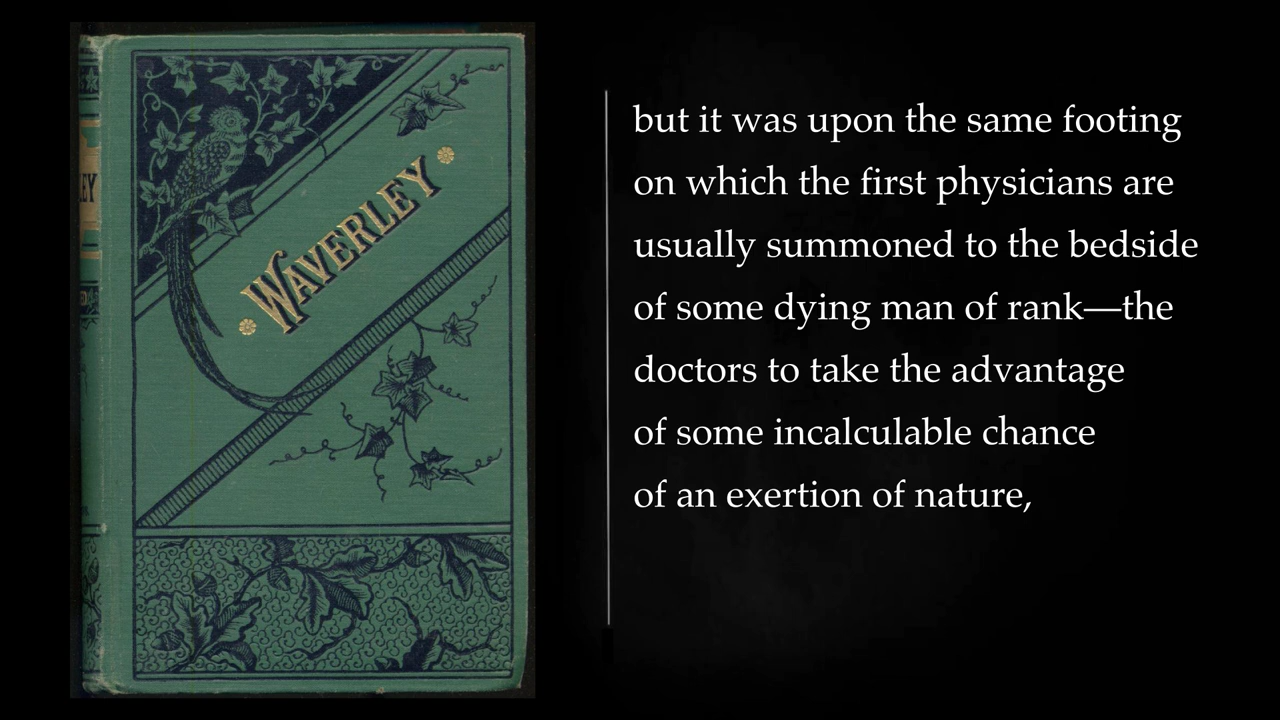 WAVERLEY
EY
but it was upon the same footing
on which the first physicians are
usually summoned to the bedside
of some dying man of rank—the
doctors to take the advantage
of some incalculable chance
of an exertion of nature,